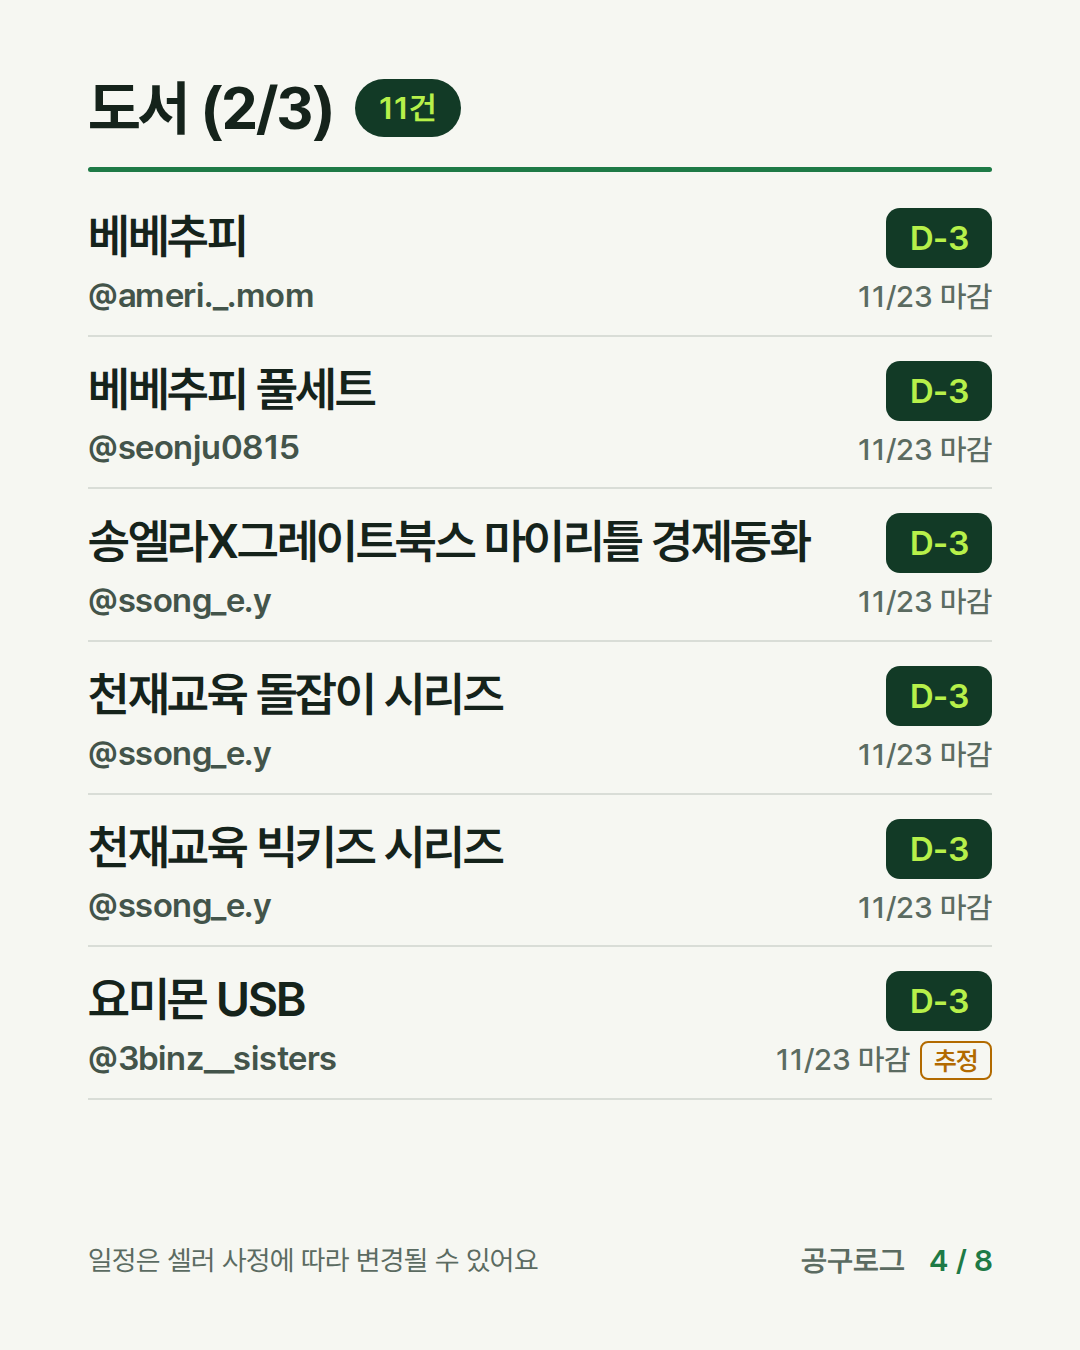 도서 (2/3) 11건
베베추피 D-3
@ameri._.mom 11/23 마감
베베추피 풀세트 D-3
@seonju0815 11/23 마감
송엘라X그레이트북스 마이리틀 경제동화 D-3
@ssong_e.y 11/23 마감
천재교육 돌잡이 시리즈 D-3
@ssong_e.y 11/23 마감
천재교육 빅키즈 시리즈 D-3
@ssong_e.y 11/23 마감
요미몬 USB D-3
@3binz__sisters 11/23 마감 추정
일정은 셀러 사정에 따라 변경될 수 있어요 공구로그 4 / 8